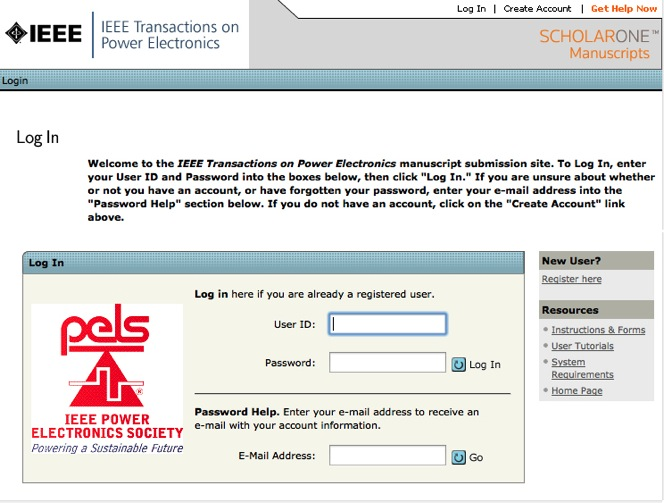 Log In | Create Account | Get Help Now
IEEE
IEEE Transactions on
Power Electronics
SCHOLARONE™
Manuscripts
Login
Log In
Welcome to the IEEE Transactions on Power Electronics manuscript submission site. To Log In, enter
your User ID and Password into the boxes below, then click "Log In." If you are unsure about whether
or not you have an account, or have forgotten your password, enter your e-mail address into the
"Password Help" section below. If you do not have an account, click on the "Create Account" link
above.
Log In
Log in here if you are already a registered user.
User ID:
Password:
Log In
Password Help. Enter your e-mail address to receive an
e-mail with your account information.
E-Mail Address:
Go
pels
®
IEEE POWER
ELECTRONICS SOCIETY
Powering a Sustainable Future
New User?
Register here
Resources
Instructions & Forms
User Tutorials
System
Requirements
Home Page